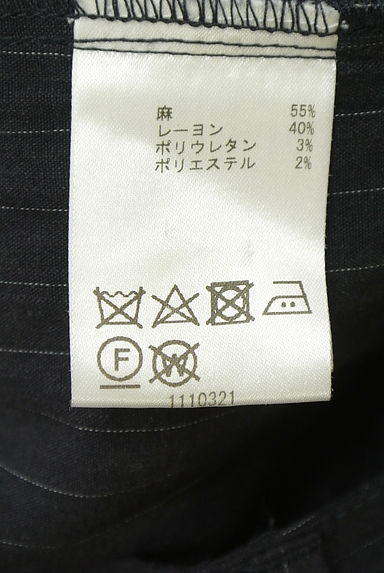 麻 55%
レーヨン 40%
ポリウレタン 3%
ポリエステル 2%
F W
1110321